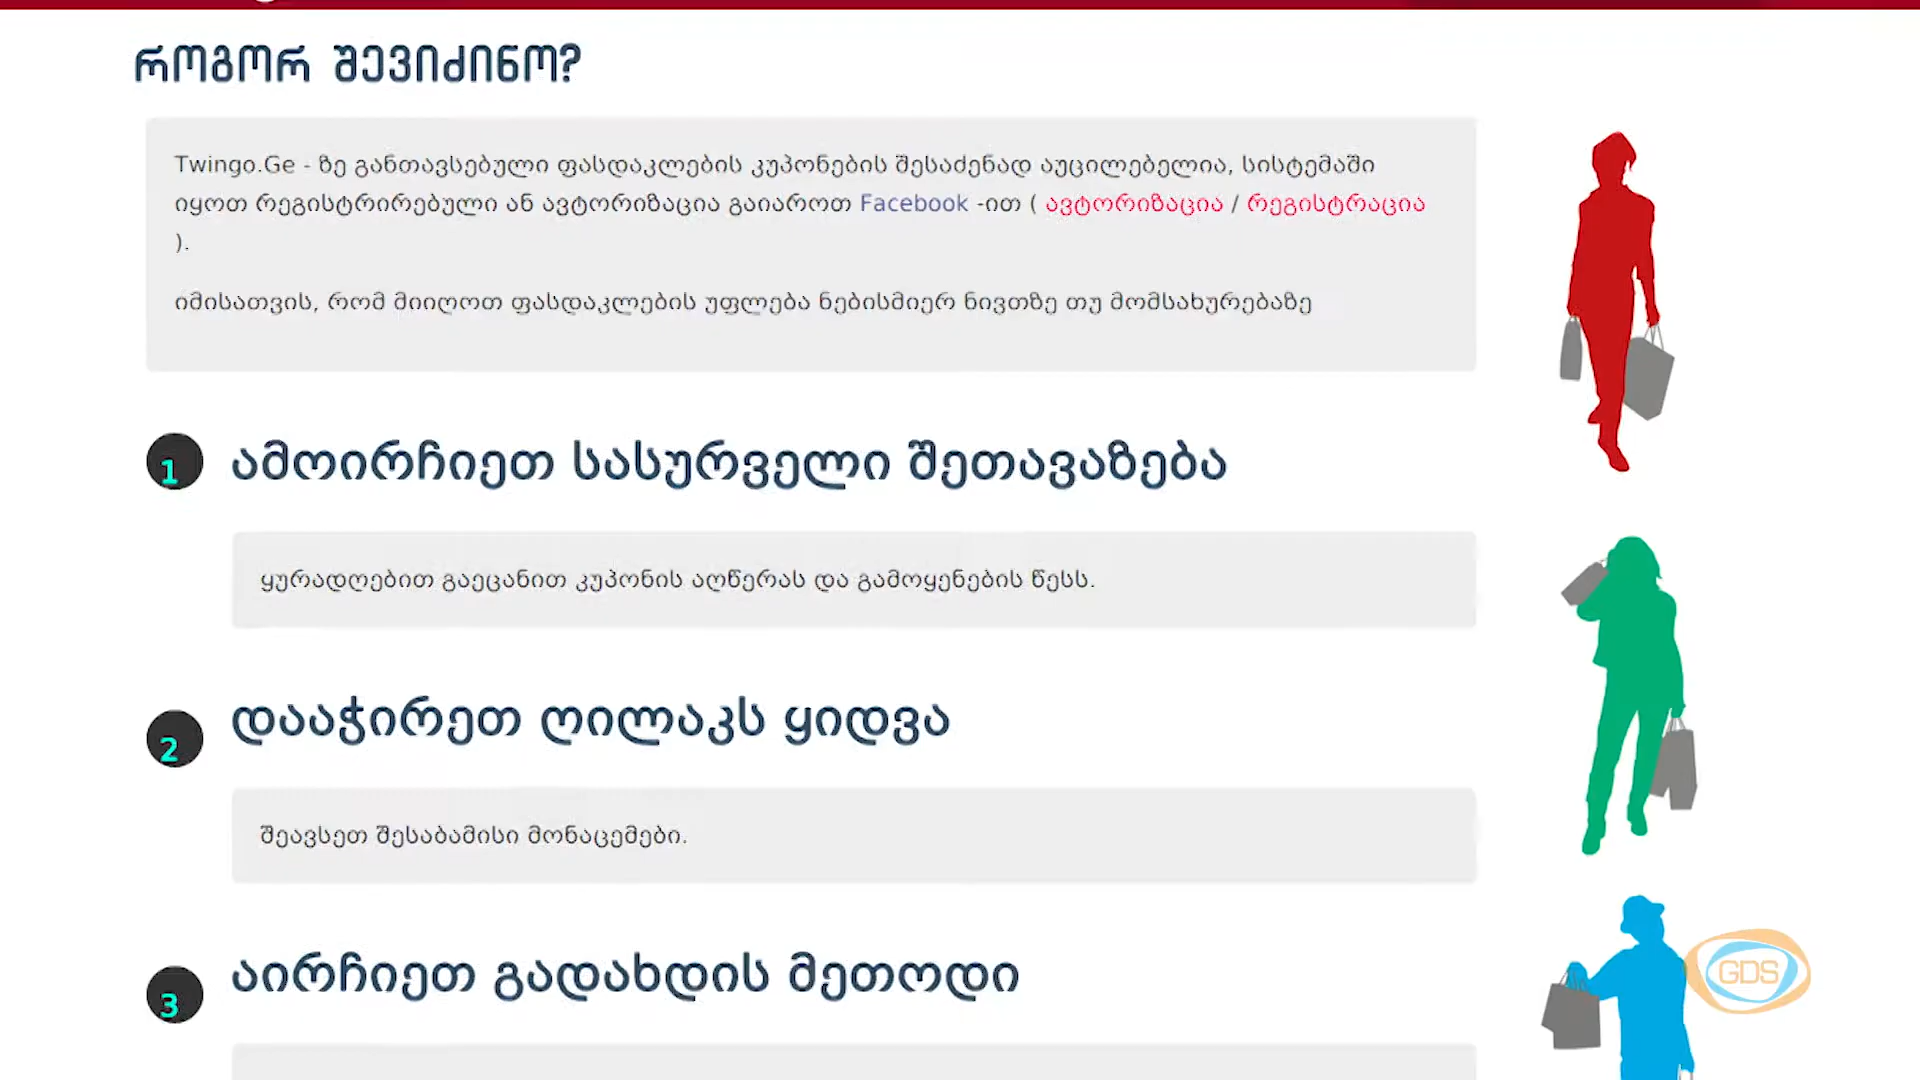 როგორ შევიძინო?
Twingo.Ge - ზე განთავსებული ფასდაკლების კუპონების შესაძენად აუცილებელია, სისტემაში
იყოთ რეგისტრირებული ან ავტორიზაცია გაიაროთ Facebook -ით ( ავტორიზაცია / რეგისტრაცია
).
იმისათვის, რომ მიიღოთ ფასდაკლების უფლება ნებისმიერ ნივთზე თუ მომსახურებაზე
1 ამოირჩიეთ სასურველი შეთავაზება
ყურადღებით გაეცანით კუპონის აღწერას და გამოყენების წესს.
2 დააჭირეთ ღილაკს ყიდვა
შეავსეთ შესაბამისი მონაცემები.
3 აირჩიეთ გადახდის მეთოდი
GDS